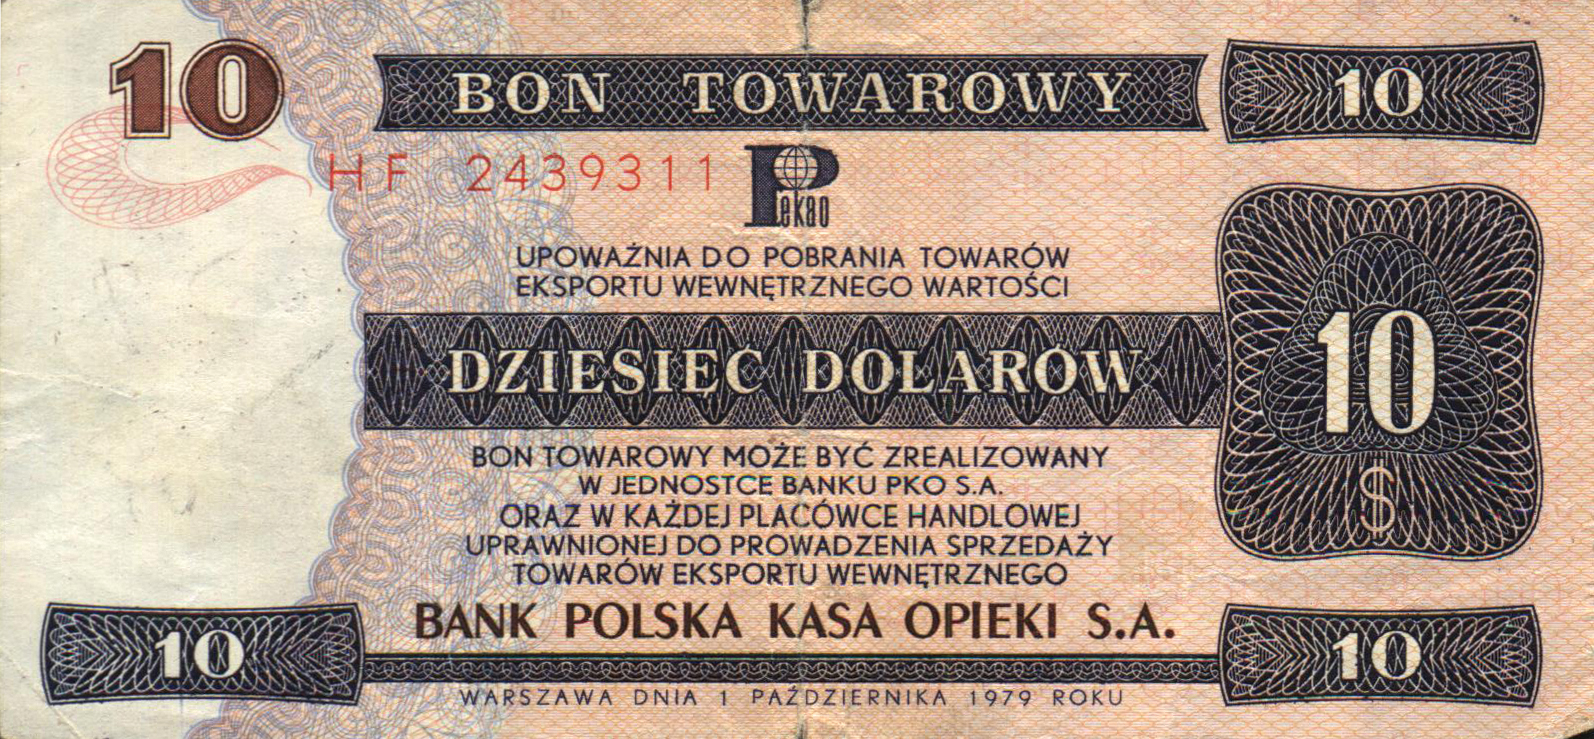 10
BON TOWAROWY
10
HF 2439311
Pekao
UPOWAŻNIA DO POBRANIA TOWARÓW
EKSPORTU WEWNĘTRZNEGO WARTOŚCI
DZIESIĘĆ DOLARÓW
10
$
BON TOWAROWY MOŻE BYĆ ZREALIZOWANY
W JEDNOSTCE BANKU PKO S.A.
ORAZ W KAŻDEJ PLACÓWCE HANDLOWEJ
UPRAWNIONEJ DO PROWADZENIA SPRZEDAŻY
TOWARÓW EKSPORTU WEWNĘTRZNEGO
BANK POLSKA KASA OPIEKI S.A.
10
10
WARSZAWA DNIA 1 PAŹDZIERNIKA 1979 ROKU